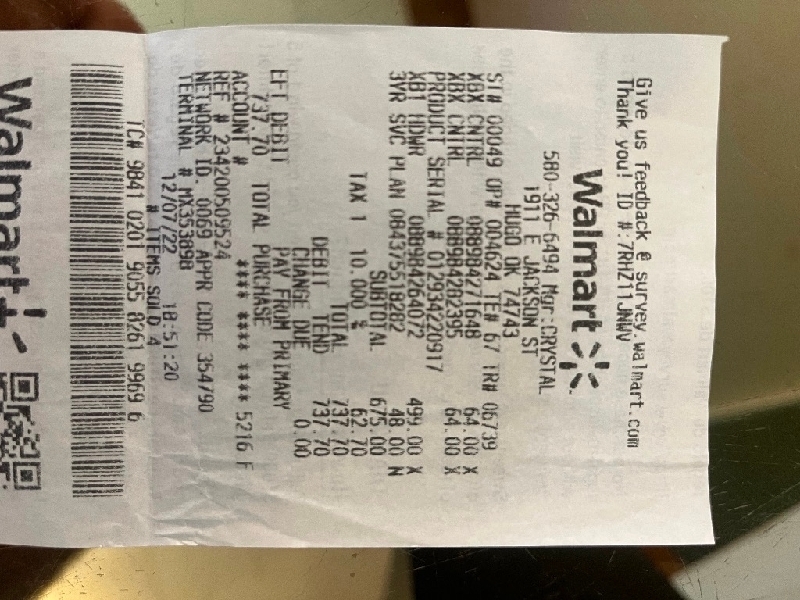 Give us feedback @ survey.walmart.com
Thank you! ID #:7RHZ11JNWV
Walmart
580-326-6494 Mgr:CRYSTAL
1911 E JACKSON ST
HUGO OK 74743
ST# 00049 OP# 004624 TE# 67 TR# 06739
XBX CNTRL 088984271648 64.00 X
XBX CNTRL 088984282395 64.00 X
PRODUCT SERIAL # 012934220917
XB1 HDWR 088984264072 499.00 X
3YR SVC PLAN 084375518282 48.00 N
SUBTOTAL 675.00
TAX 1 10.000 % 62.70
TOTAL 737.70
DEBIT TEND 737.70
CHANGE DUE 0.00
EFT DEBIT PAY FROM PRIMARY
737.70 TOTAL PURCHASE
ACCOUNT # **** **** **** 5216 F
REF # 234200509524
NETWORK ID. 0069 APPR CODE 354790
TERMINAL # MX353898
12/07/22 18:51:20
# ITEMS SOLD 4
TC# 9841 0201 9055 8261 9969 6
Walmart+